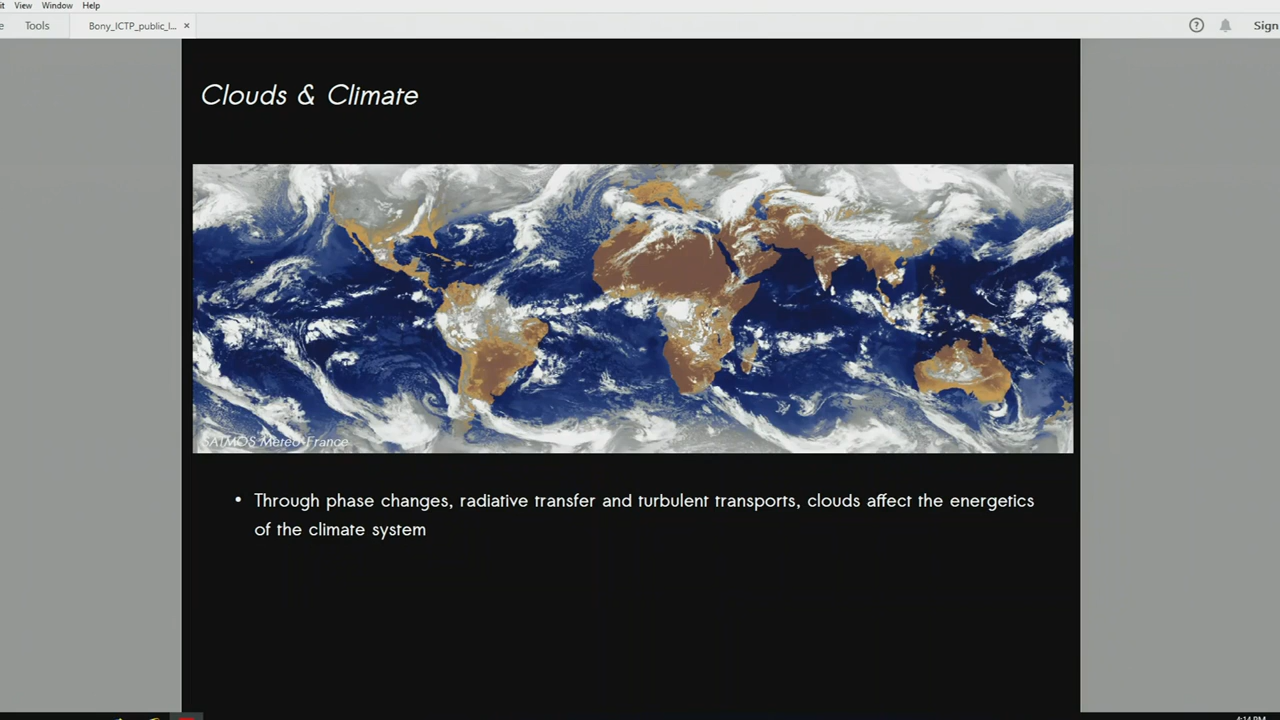 View Window Help
Tools
Bony_ICTP_public_l... ×
?
Sign
Clouds & Climate
SATMOS Meteo-France
• Through phase changes, radiative transfer and turbulent transports, clouds affect the energetics
of the climate system